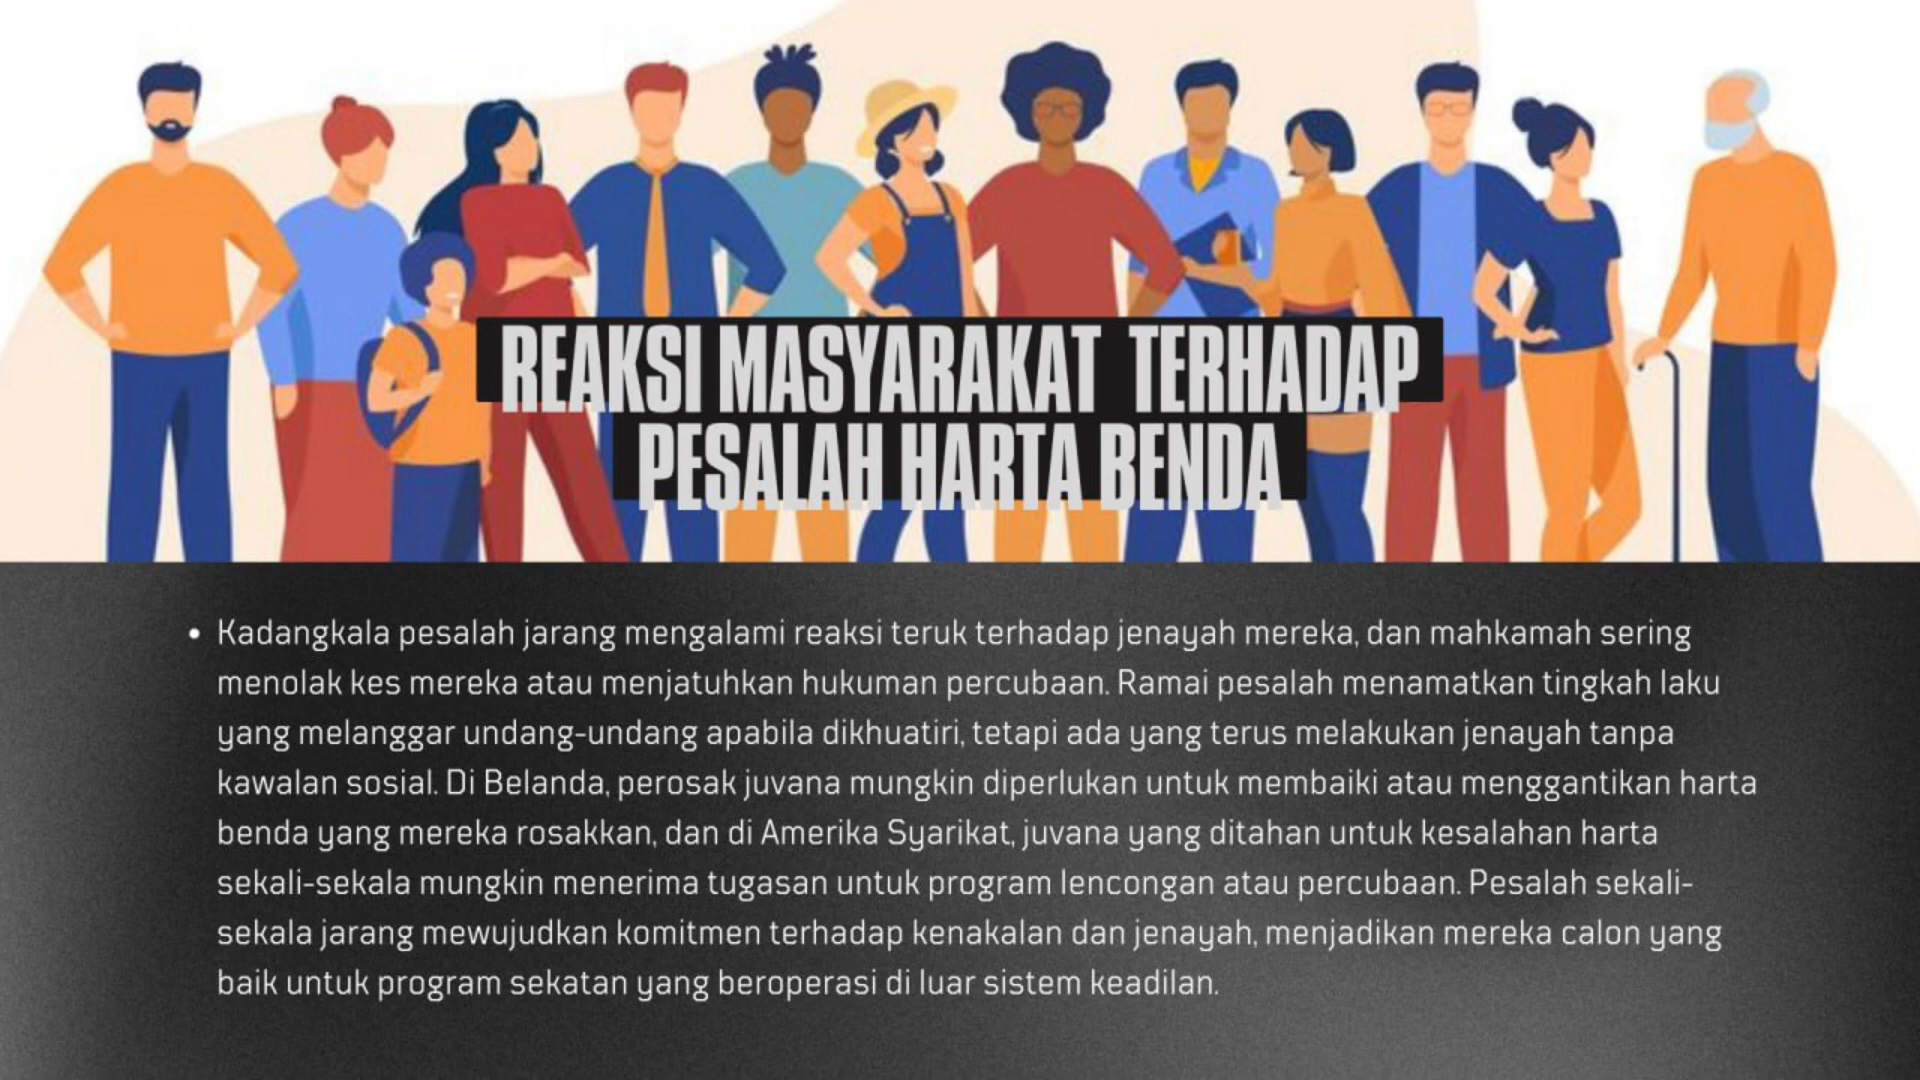 REAKSI MASYARAKAT TERHADAP
PESALAH HARTA BENDA
• Kadangkala pesalah jarang mengalami reaksi teruk terhadap jenayah mereka, dan mahkamah sering
menolak kes mereka atau menjatuhkan hukuman percubaan. Ramai pesalah menamatkan tingkah laku
yang melanggar undang-undang apabila dikhuatiri, tetapi ada yang terus melakukan jenayah tanpa
kawalan sosial. Di Belanda, perosak juvana mungkin diperlukan untuk membaiki atau menggantikan harta
benda yang mereka rosakkan, dan di Amerika Syarikat, juvana yang ditahan untuk kesalahan harta
sekali-sekala mungkin menerima tugasan untuk program lencongan atau percubaan. Pesalah sekali-
sekala jarang mewujudkan komitmen terhadap kenakalan dan jenayah, menjadikan mereka calon yang
baik untuk program sekatan yang beroperasi di luar sistem keadilan.